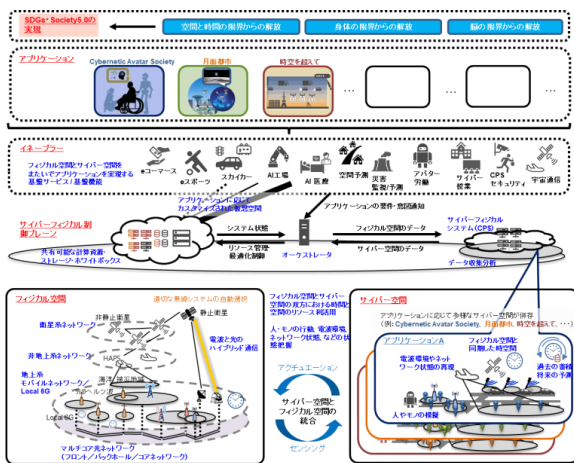 SDGs・Society5.0の
実現
空間と時間の限界からの解放
身体の限界からの解放
脳の限界からの解放
アプリケーション
Cybernetic Avatar Society
月面都市
時空を超えて
…
…
…
イネーブラー
フィジカル空間とサイバー空間を
またいでアプリケーションを実現する
基盤サービス/基盤機能
eコーマース
eスポーツ
スカイカー
AI工場
AI 医療
空間予測
災害
監視/予測
アバター
労働
サイバー
授業
CPS
セキュリティ
宇宙通信
アプリケーションに応じて
カスタマイズされた仮想空間
アプリケーションの要件・意図通知
サイバーフィジカル制
御プレーン
共有可能な計算資源・
ストレージ・ホワイトボックス
システム状態
リソース管理・
最適化制御
オーケストレータ
フィジカル空間のデータ
サイバー空間のデータ
サイバーフィジカル
システム(CPS)
データ収集分析
フィジカル空間
適切な無線システムの自動選択
静止衛星
非静止衛星
衛星系ネットワーク
電波と光の
ハイブリッド通信
非地上系ネットワーク
HAPS
地上系
モバイルネットワーク/
Local 6G
Local 6G
マルチコア光ネットワーク
(フロント/バックホール/コアネットワーク)
フィジカル空間とサイバー
空間の双方における時間と
空間のリソース利活用
人・モノの行動、電波環境、
ネットワーク状態、などの状
態把握
アクチュエーション
サイバー空間と
フィジカル空間の
統合
センシング
サイバー空間
アプリケーションに応じて多様なサイバー空間が併存
(例: Cybernetic Avatar Society, 月面都市, 時空を超えて, …)
アプリケーションA
フィジカル空間と
同期した時空間
電波環境やネット
ワーク状態の再現
過去の蓄積
将来の予測
人やモノの模擬